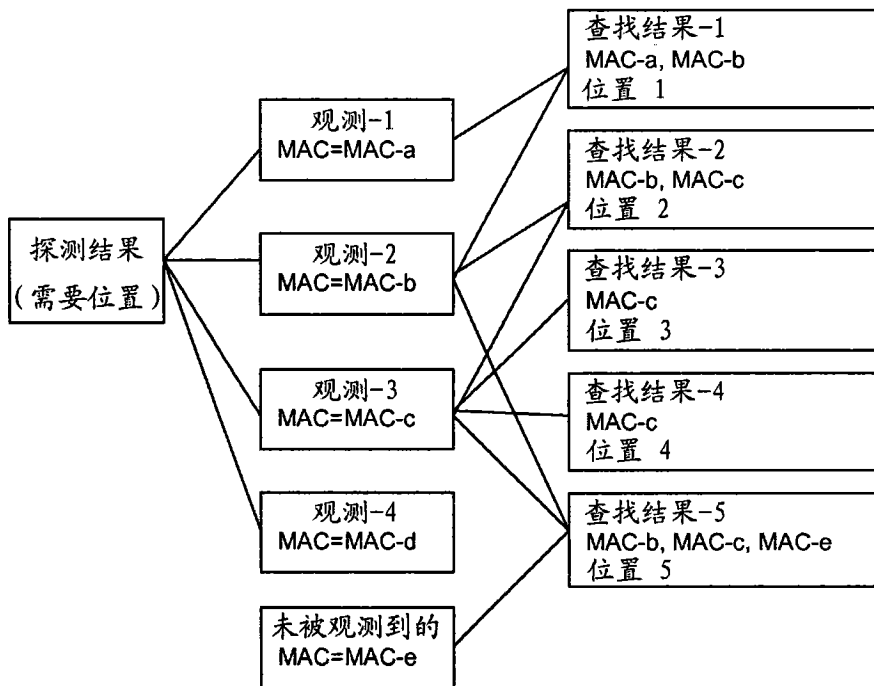 探测结果
(需要位置)
观测-1
MAC=MAC-a
观测-2
MAC=MAC-b
观测-3
MAC=MAC-c
观测-4
MAC=MAC-d
未被观测到的
MAC=MAC-e
查找结果-1
MAC-a, MAC-b
位置 1
查找结果-2
MAC-b, MAC-c
位置 2
查找结果-3
MAC-c
位置 3
查找结果-4
MAC-c
位置 4
查找结果-5
MAC-b, MAC-c, MAC-e
位置 5